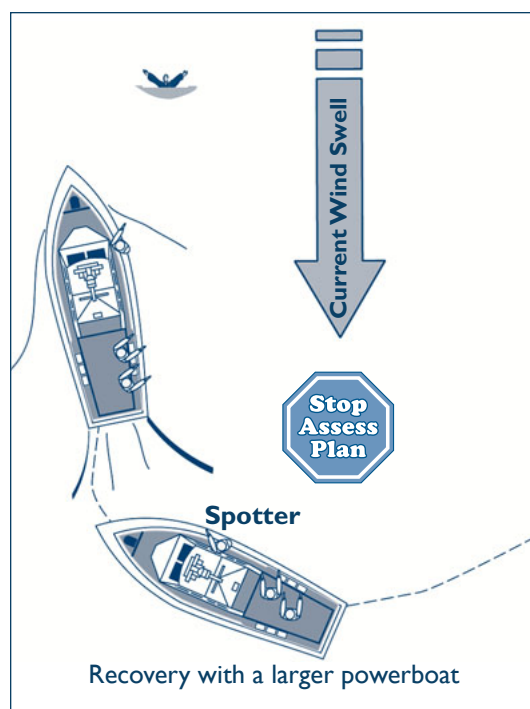 Current Wind Swell
Stop
Assess
Plan
Spotter
Recovery with a larger powerboat